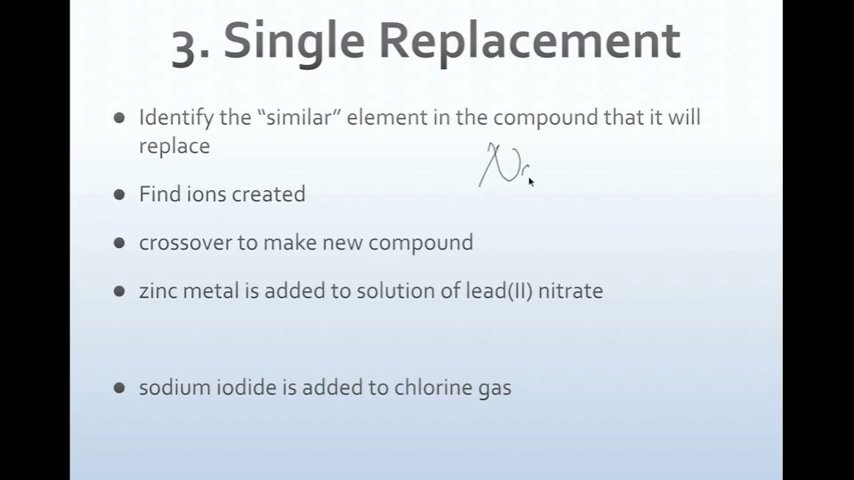 3. Single Replacement
• Identify the “similar” element in the compound that it will
replace
• Find ions created
• crossover to make new compound
• zinc metal is added to solution of lead(II) nitrate
• sodium iodide is added to chlorine gas